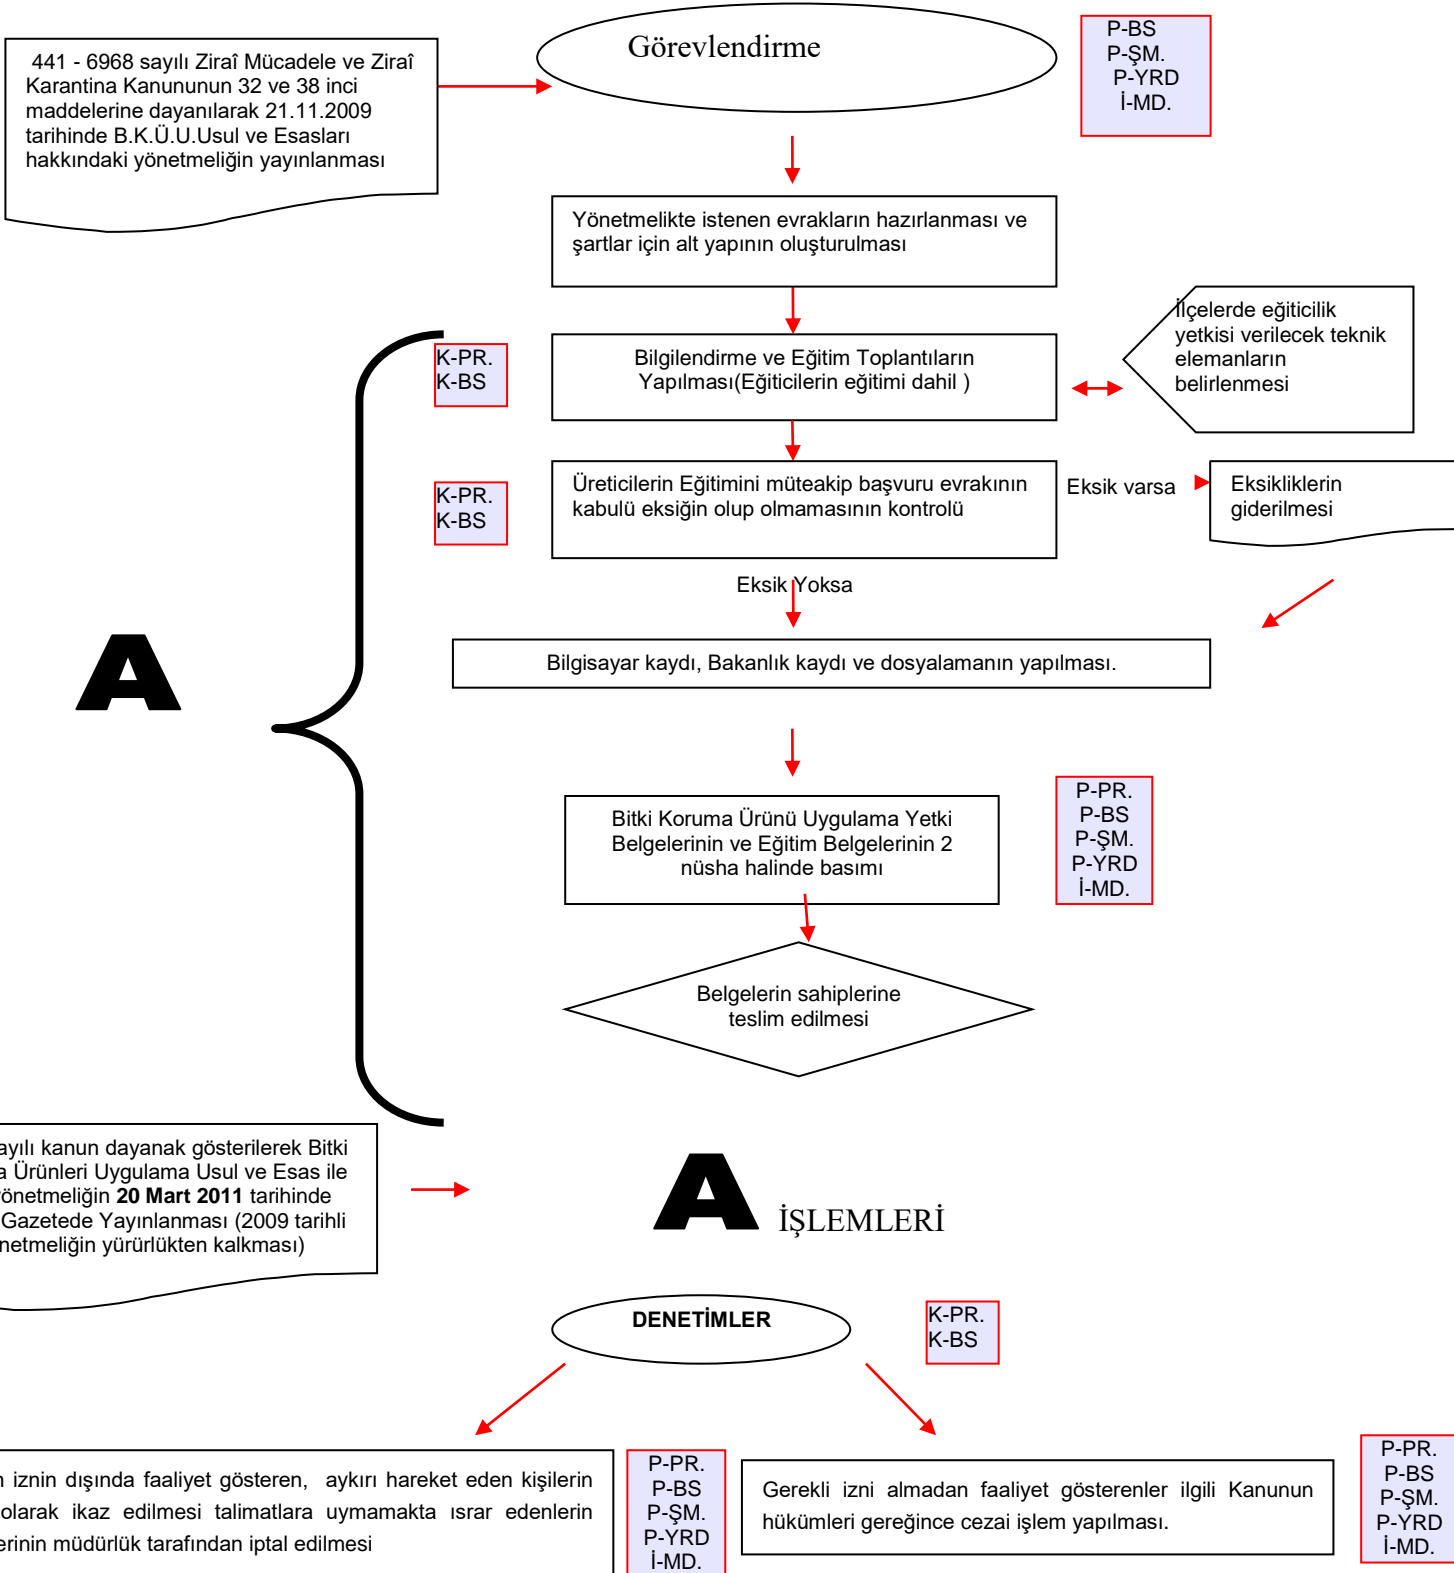 Görevlendirme
P-BS
P-ŞM.
P-YRD
İ-MD.
441 - 6968 sayılı Ziraî Mücadele ve Ziraî
Karantina Kanununun 32 ve 38 inci
maddelerine dayanılarak 21.11.2009
tarihinde B.K.Ü.U.Usul ve Esasları
hakkındaki yönetmeliğin yayınlanması
Yönetmelikte istenen evrakların hazırlanması ve
şartlar için alt yapının oluşturulması
K-PR.
K-BS
Bilgilendirme ve Eğitim Toplantıların
Yapılması(Eğiticilerin eğitimi dahil )
İlçelerde eğiticilik
yetkisi verilecek teknik
elemanların
belirlenmesi
K-PR.
K-BS
Üreticilerin Eğitimini müteakip başvuru evrakının
kabulü eksiğin olup olmamasının kontrolü
Eksik varsa
Eksikliklerin
giderilmesi
Eksik Yoksa
A
Bilgisayar kaydı, Bakanlık kaydı ve dosyalamanın yapılması.
Bitki Koruma Ürünü Uygulama Yetki
Belgelerinin ve Eğitim Belgelerinin 2
nüsha halinde basımı
P-PR.
P-BS
P-ŞM.
P-YRD
İ-MD.
Belgelerin sahiplerine
teslim edilmesi
ayılı kanun dayanak gösterilerek Bitki
a Ürünleri Uygulama Usul ve Esas ile
yönetmeliğin 20 Mart 2011 tarihinde
Gazetede Yayınlanması (2009 tarihli
netmeliğin yürürlükten kalkması)
A İŞLEMLERİ
DENETİMLER
K-PR.
K-BS
n iznin dışında faaliyet gösteren, aykırı hareket eden kişilerin
olarak ikaz edilmesi talimatlara uymamakta ısrar edenlerin
erinin müdürlük tarafından iptal edilmesi
P-PR.
P-BS
P-ŞM.
P-YRD
İ-MD.
Gerekli izni almadan faaliyet gösterenler ilgili Kanunun
hükümleri gereğince cezai işlem yapılması.
P-PR.
P-BS
P-ŞM.
P-YRD
İ-MD.